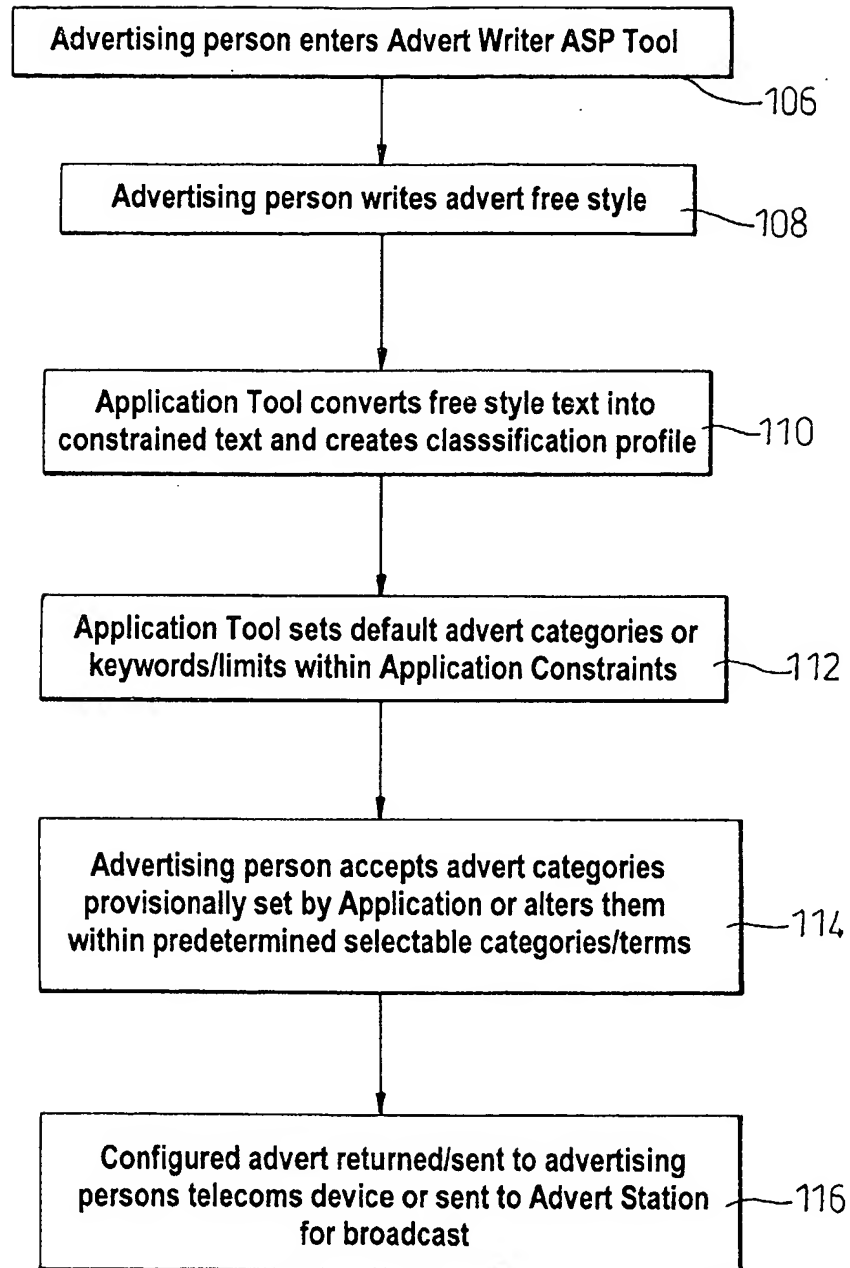 Advertising person enters Advert Writer ASP Tool
106
Advertising person writes advert free style
108
Application Tool converts free style text into
constrained text and creates classsification profile
110
Application Tool sets default advert categories or
keywords/limits within Application Constraints
112
Advertising person accepts advert categories
provisionally set by Application or alters them
within predetermined selectable categories/terms
114
Configured advert returned/sent to advertising
persons telecoms device or sent to Advert Station
for broadcast
116